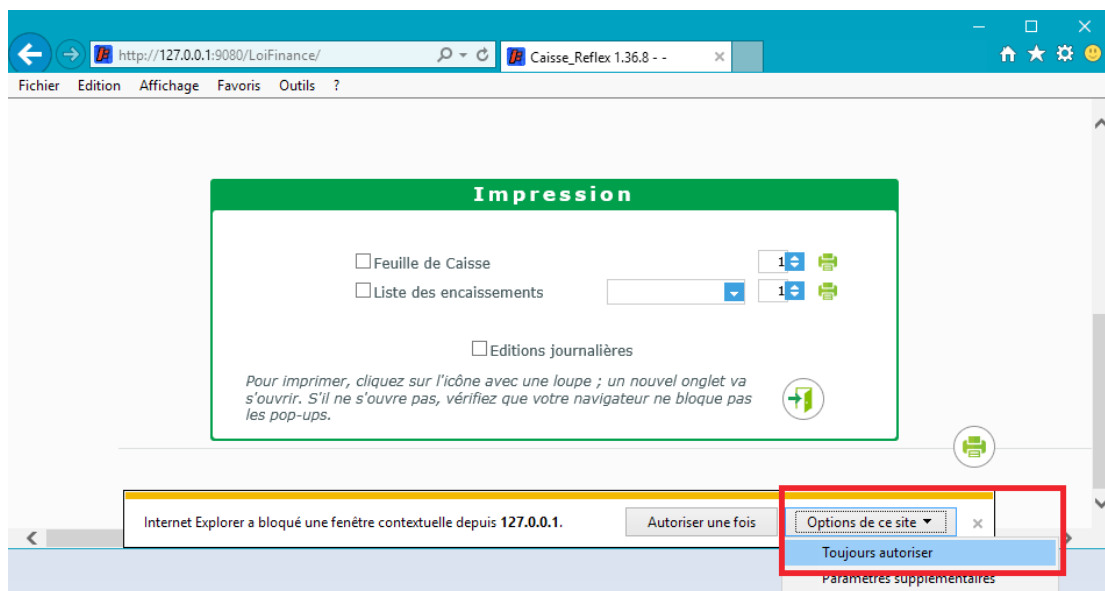 http://127.0.0.1:9080/LoiFinance/
Caisse_Reflex 1.36.8 - -
Fichier Edition Affichage Favoris Outils ?
Impression
Feuille de Caisse 1
Liste des encaissements 1
Editions journalières
Pour imprimer, cliquez sur l'icône avec une loupe ; un nouvel onglet va
s'ouvrir. S'il ne s'ouvre pas, vérifiez que votre navigateur ne bloque pas
les pop-ups.
Internet Explorer a bloqué une fenêtre contextuelle depuis 127.0.0.1. Autoriser une fois Options de ce site
Toujours autoriser
Paramètres supplémentaires